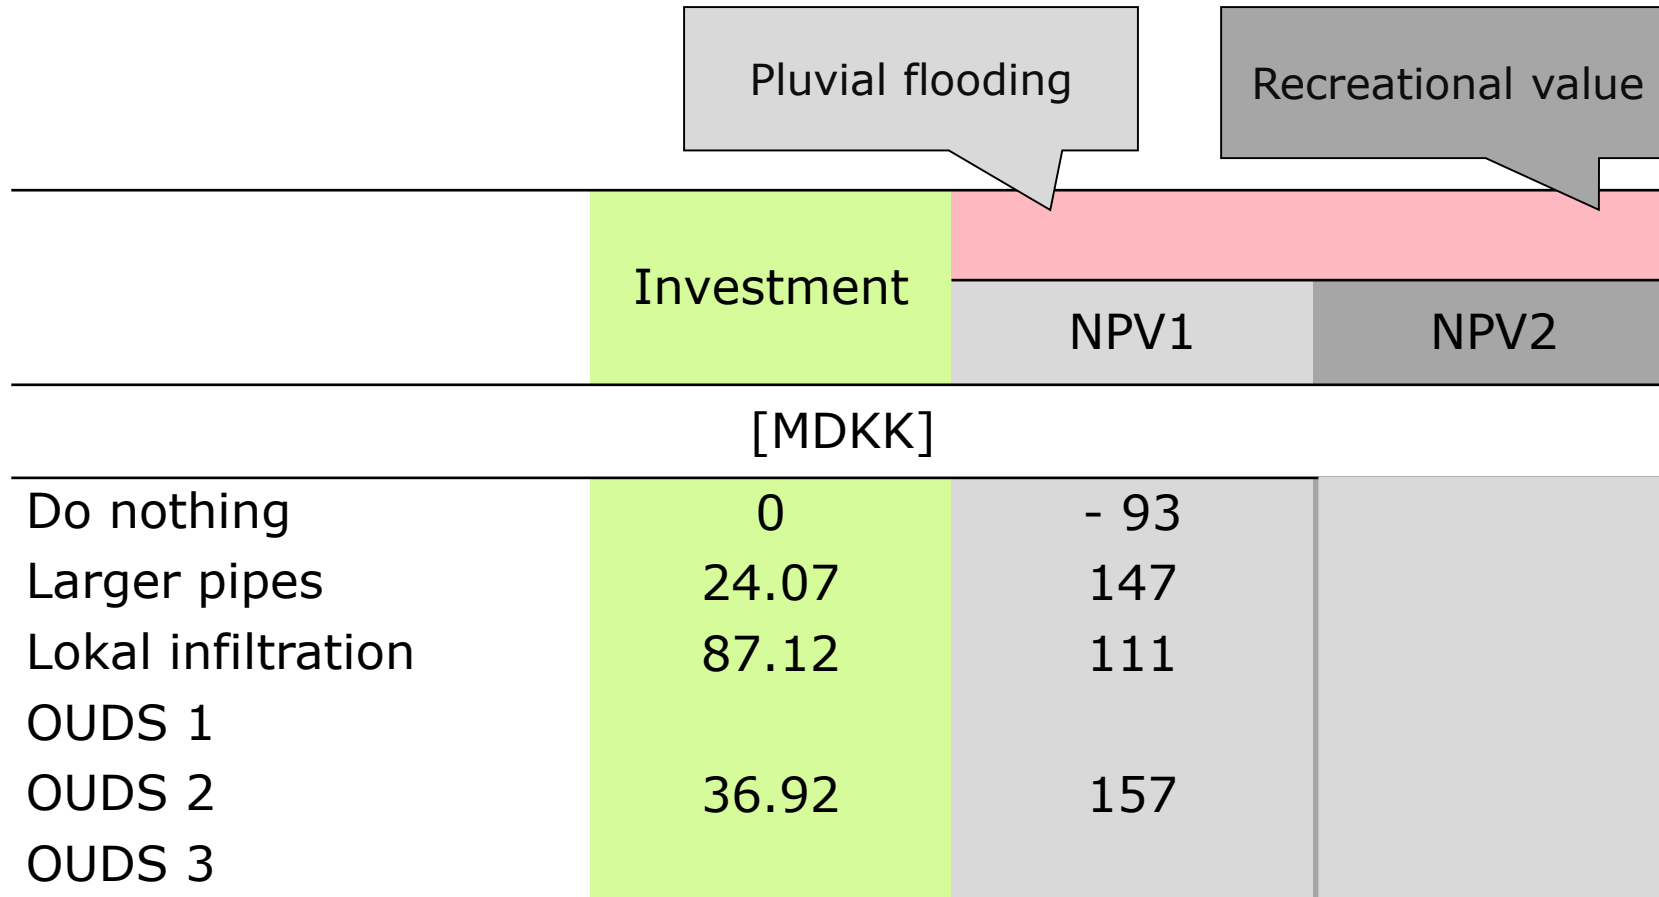 Pluvial flooding
Recreational value
Investment
NPV1 NPV2
[MDKK]
Do nothing 0 - 93
Larger pipes 24.07 147
Lokal infiltration 87.12 111
OUDS 1
OUDS 2 36.92 157
OUDS 3